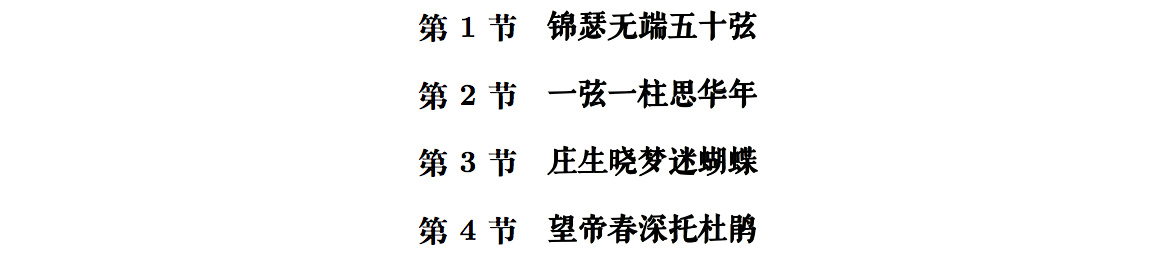 第 1 节 锦瑟无端五十弦
第 2 节 一弦一柱思华年
第 3 节 庄生晓梦迷蝴蝶
第 4 节 望帝春深托杜鹃